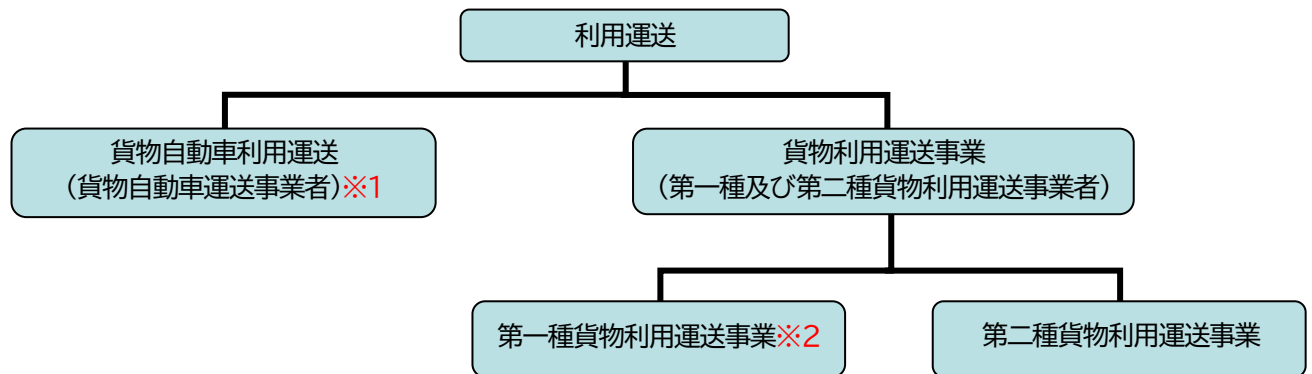 利用運送
貨物自動車利用運送
（貨物自動車運送事業者）※1
貨物利用運送事業
（第一種及び第二種貨物利用運送事業者）
第一種貨物利用運送事業※2
第二種貨物利用運送事業